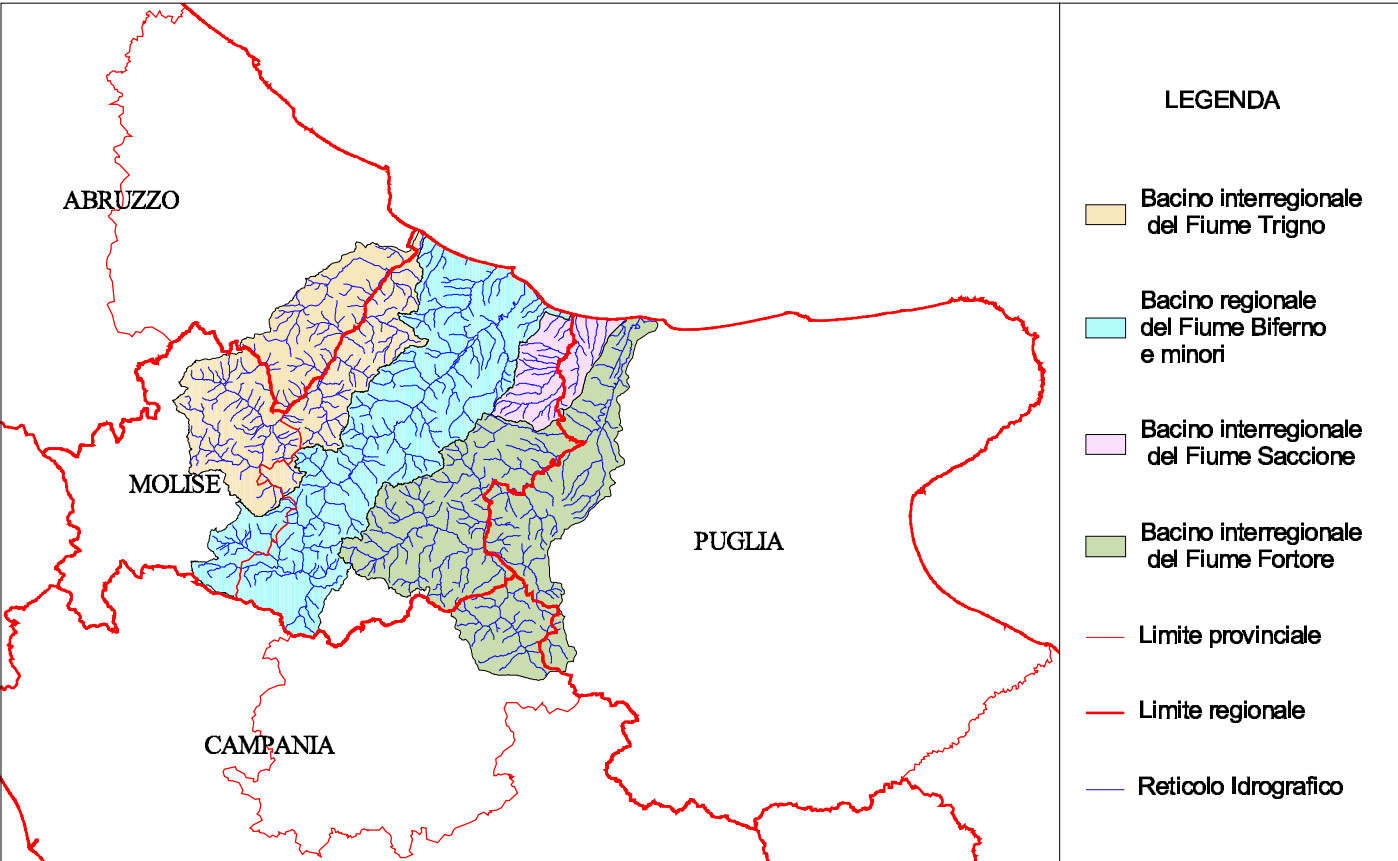 ABRUZZO
MOLISE
PUGLIA
CAMPANIA
LEGENDA
Bacino interregionale
del Fiume Trigno
Bacino regionale
del Fiume Biferno
e minori
Bacino interregionale
del Fiume Saccione
Bacino interregionale
del Fiume Fortore
Limite provinciale
Limite regionale
Reticolo Idrografico